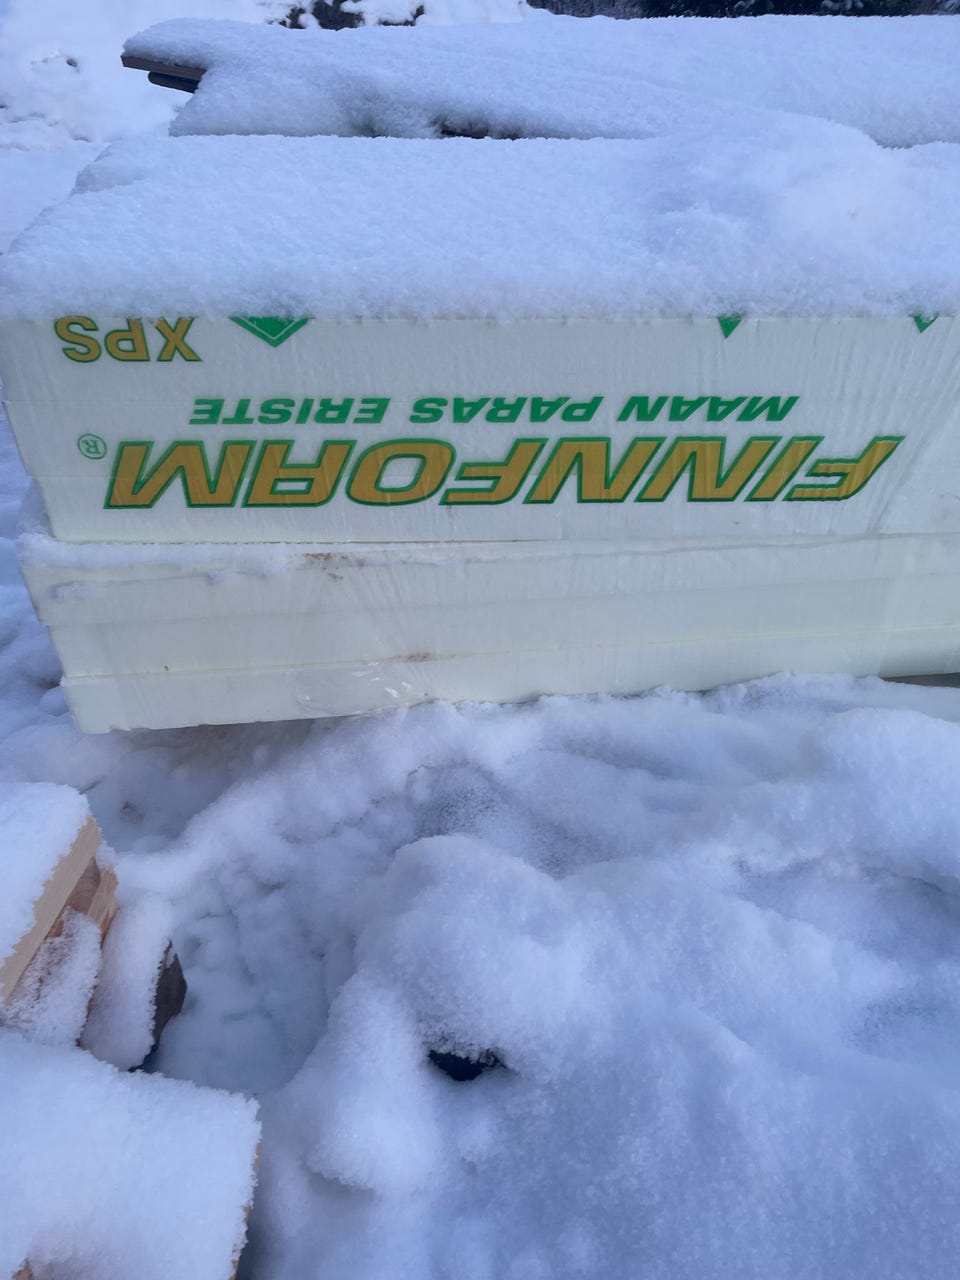 FINNFORM®
MAAN PARAS ERISTE
XPS